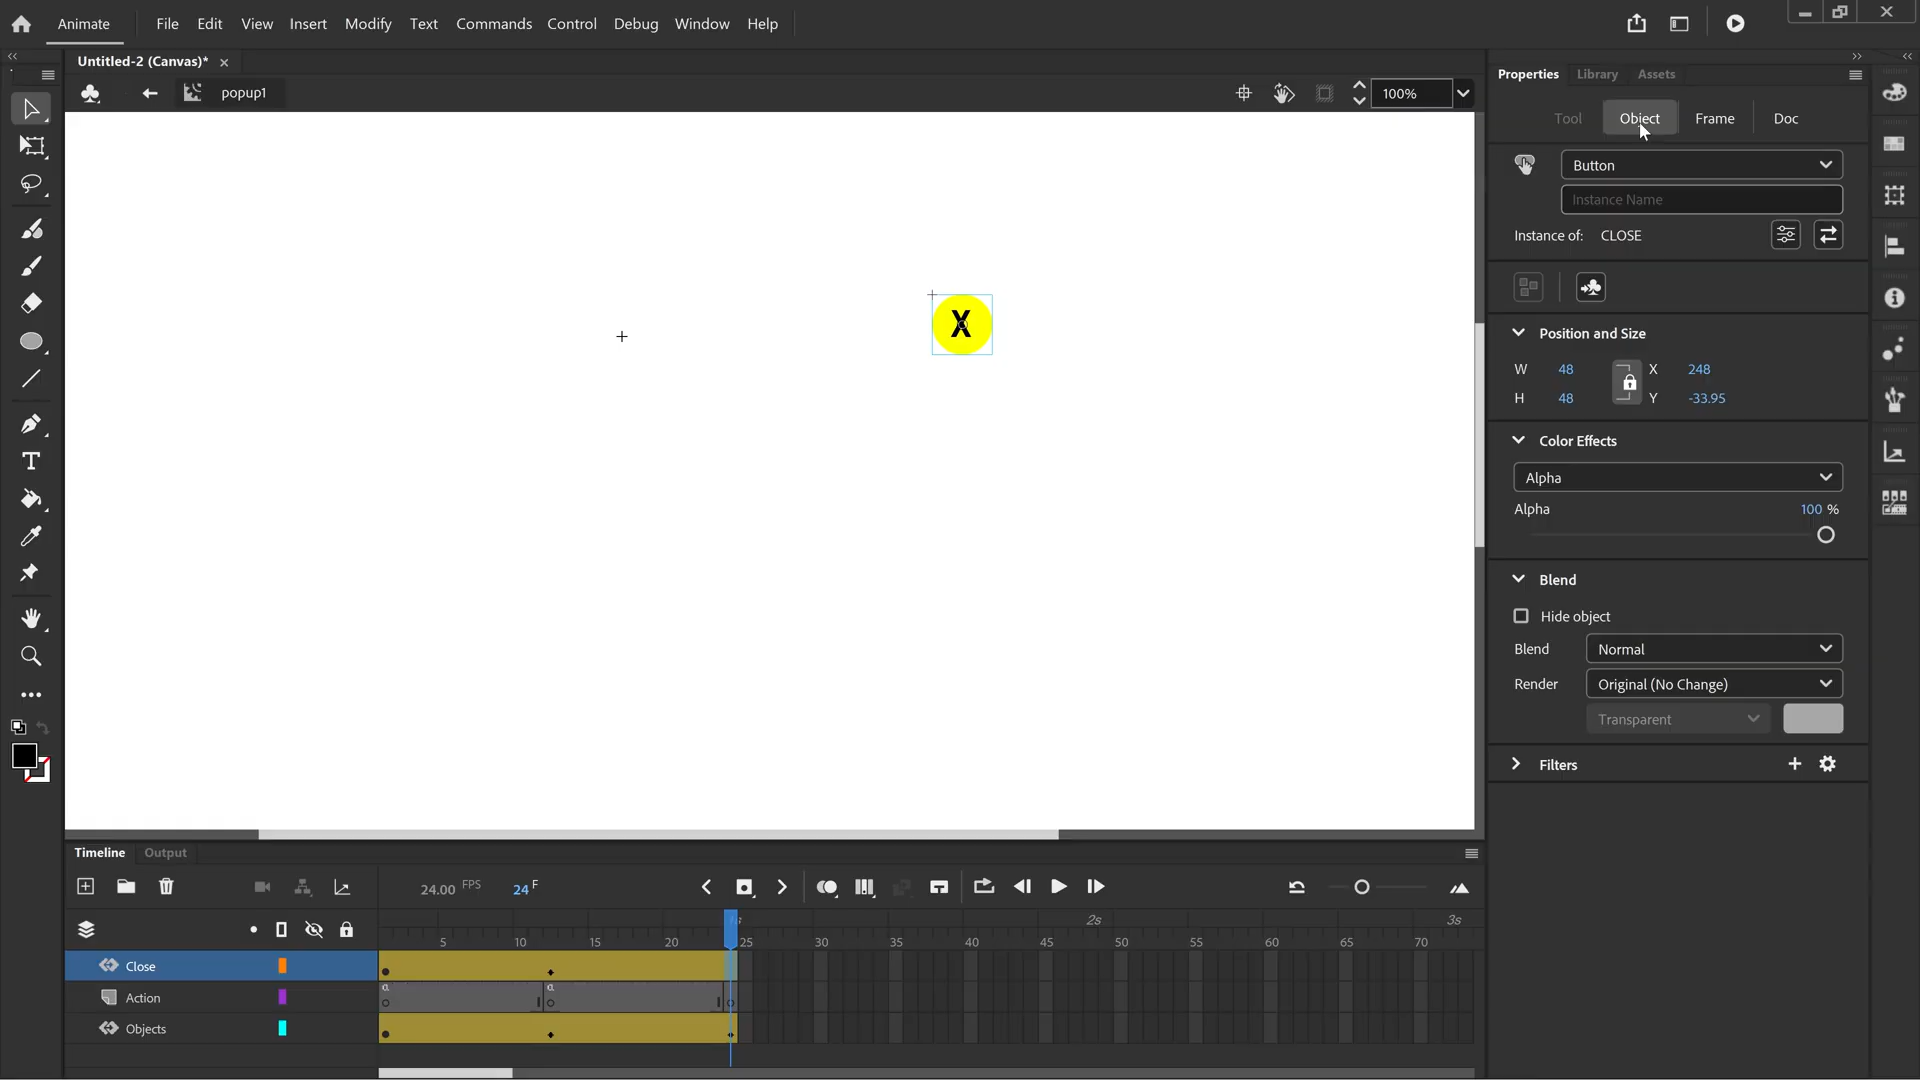 Animate File Edit View Insert Modify Text Commands Control Debug Window Help
Untitled-2 (Canvas)*
popup1
100%
X
Properties Library Assets
Tool Object Frame Doc
Button
Instance Name
Instance of: CLOSE
Position and Size
W 48 X 248
H 48 Y -33.95
Color Effects
Alpha
Alpha 100 %
Blend
Hide object
Blend Normal
Render Original (No Change)
Transparent
Filters
Timeline Output
24.00 FPS 24 F
1s 2s 3s
5 10 15 20 25 30 35 40 45 50 55 60 65 70
Close
Action
Objects